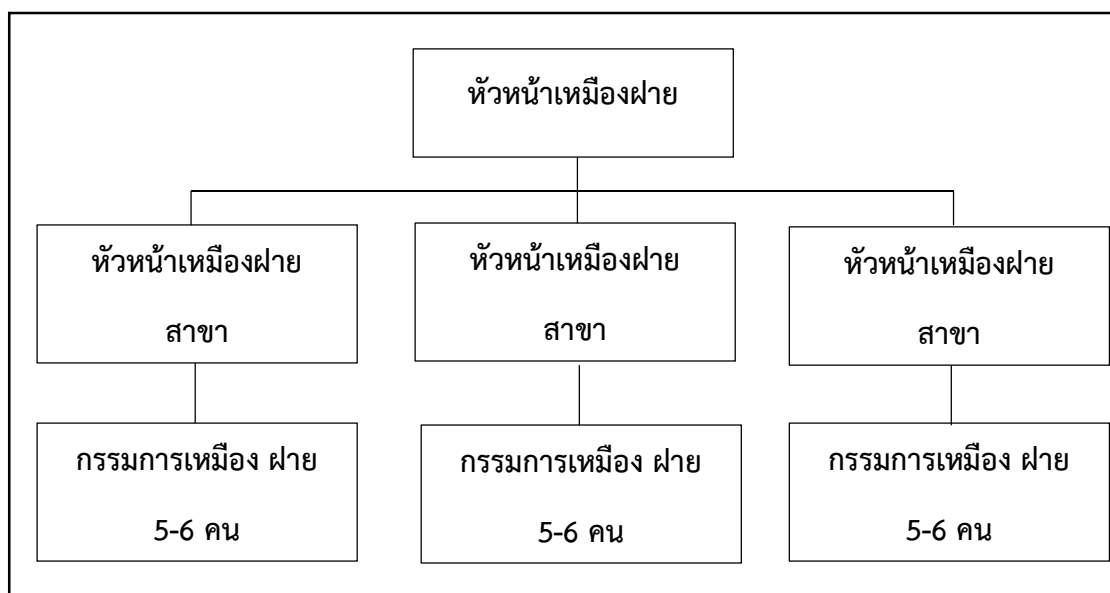 หัวหน้าเหมืองฝาย
หัวหน้าเหมืองฝาย
สาขา
หัวหน้าเหมืองฝาย
สาขา
หัวหน้าเหมืองฝาย
สาขา
กรรมการเหมือง ฝาย
5-6 คน
กรรมการเหมือง ฝาย
5-6 คน
กรรมการเหมือง ฝาย
5-6 คน